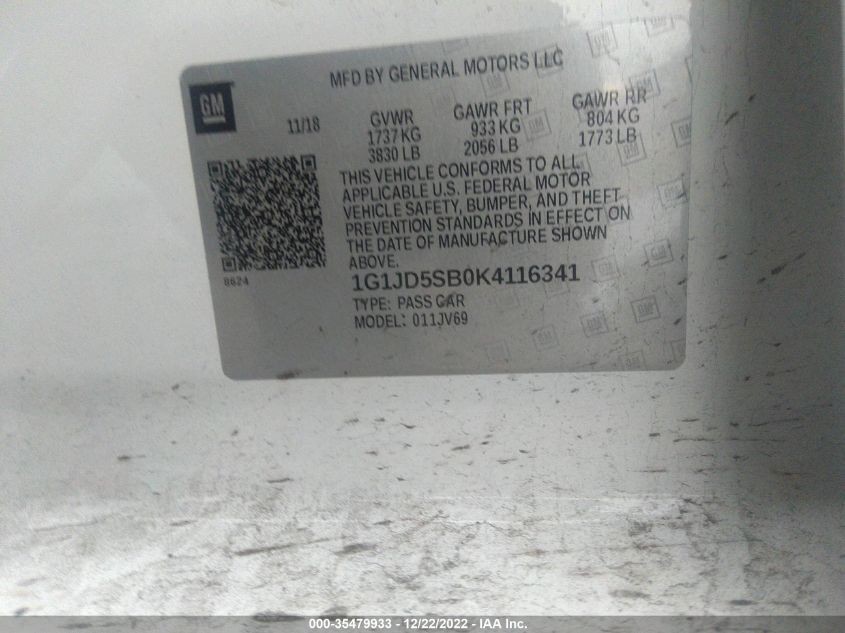 MFD BY GENERAL MOTORS LLC
GM
11/18
GVWR
1737 KG
3830 LB
GAWR FRT
933 KG
2056 LB
GAWR RR
804 KG
1773 LB
THIS VEHICLE CONFORMS TO ALL
APPLICABLE U.S. FEDERAL MOTOR
VEHICLE SAFETY, BUMPER, AND THEFT
PREVENTION STANDARDS IN EFFECT ON
THE DATE OF MANUFACTURE SHOWN
ABOVE.
8624
1G1JD5SB0K4116341
TYPE: PASS CAR
MODEL: 011JV69
000-35479933 - 12/22/2022 - IAA Inc.